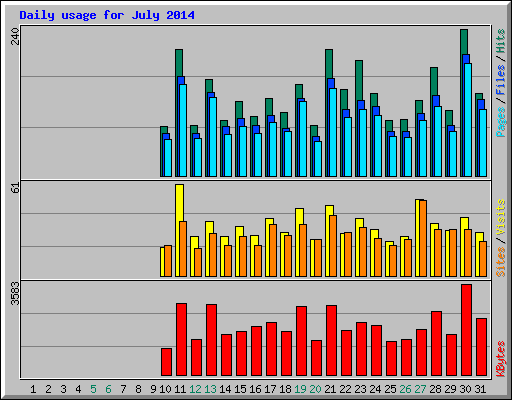 Daily usage for July 2014
240
Pages / Files / Hits
61
Sites / Visits
3583
KBytes
1 2 3 4 5 6 7 8 9 10 11 12 13 14 15 16 17 18 19 20 21 22 23 24 25 26 27 28 29 30 31